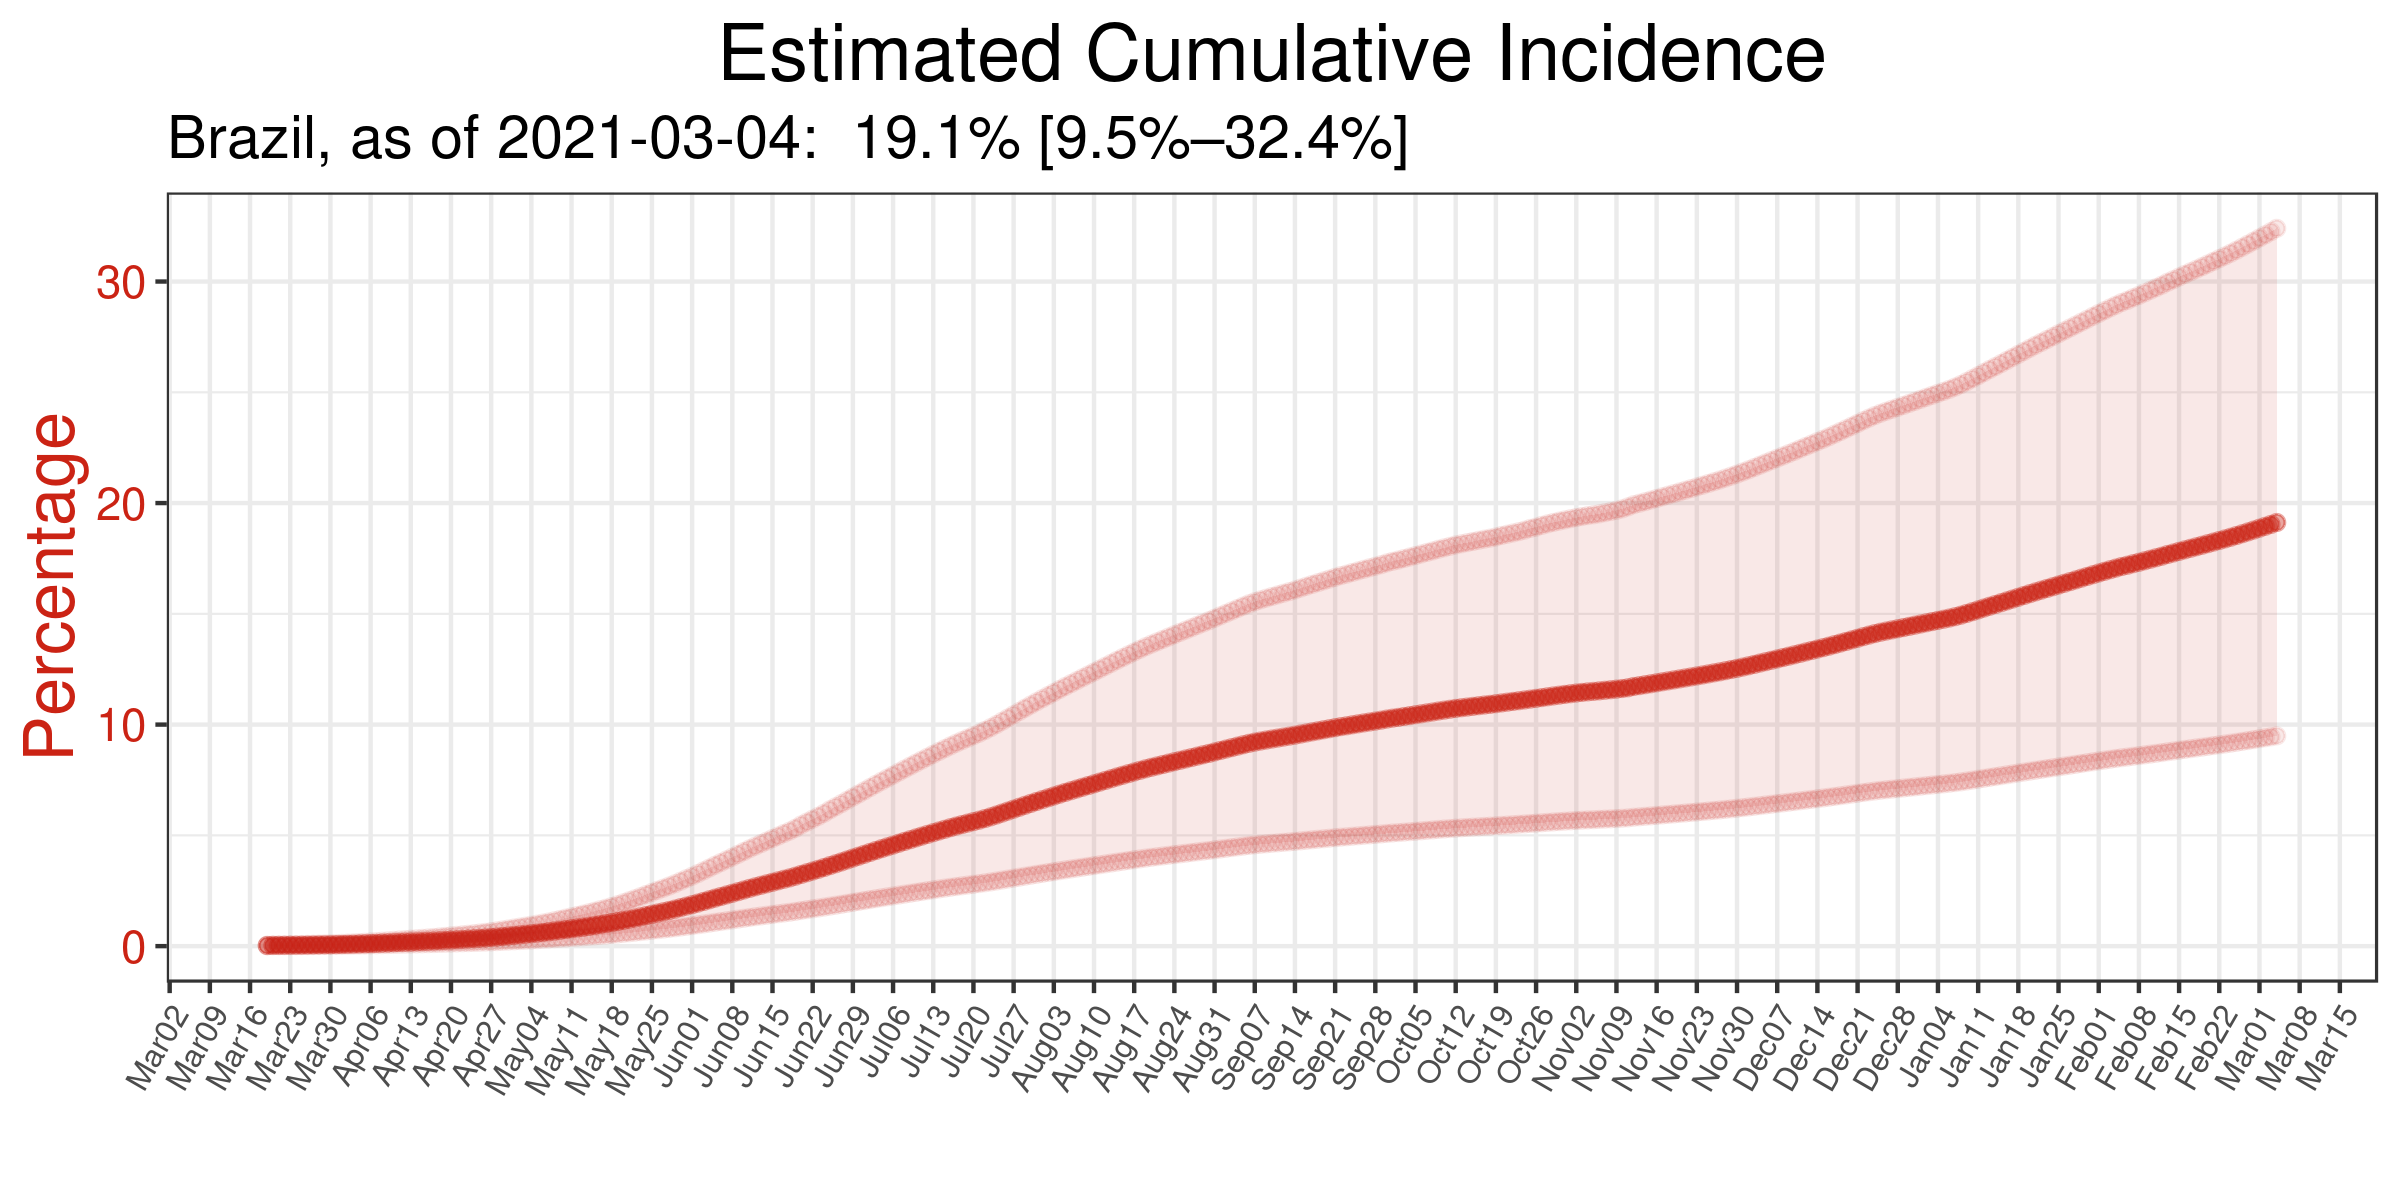 Estimated Cumulative Incidence
Brazil, as of 2021-03-04:  19.1% [9.5%–32.4%]
Percentage
30
20
10
0
Mar02
Mar09
Mar16
Mar23
Mar30
Apr06
Apr13
Apr20
Apr27
May04
May11
May18
May25
Jun01
Jun08
Jun15
Jun22
Jun29
Jul06
Jul13
Jul20
Jul27
Aug03
Aug10
Aug17
Aug24
Aug31
Sep07
Sep14
Sep21
Sep28
Oct05
Oct12
Oct19
Oct26
Nov02
Nov09
Nov16
Nov23
Nov30
Dec07
Dec14
Dec21
Dec28
Jan04
Jan11
Jan18
Jan25
Feb01
Feb08
Feb15
Feb22
Mar01
Mar08
Mar15